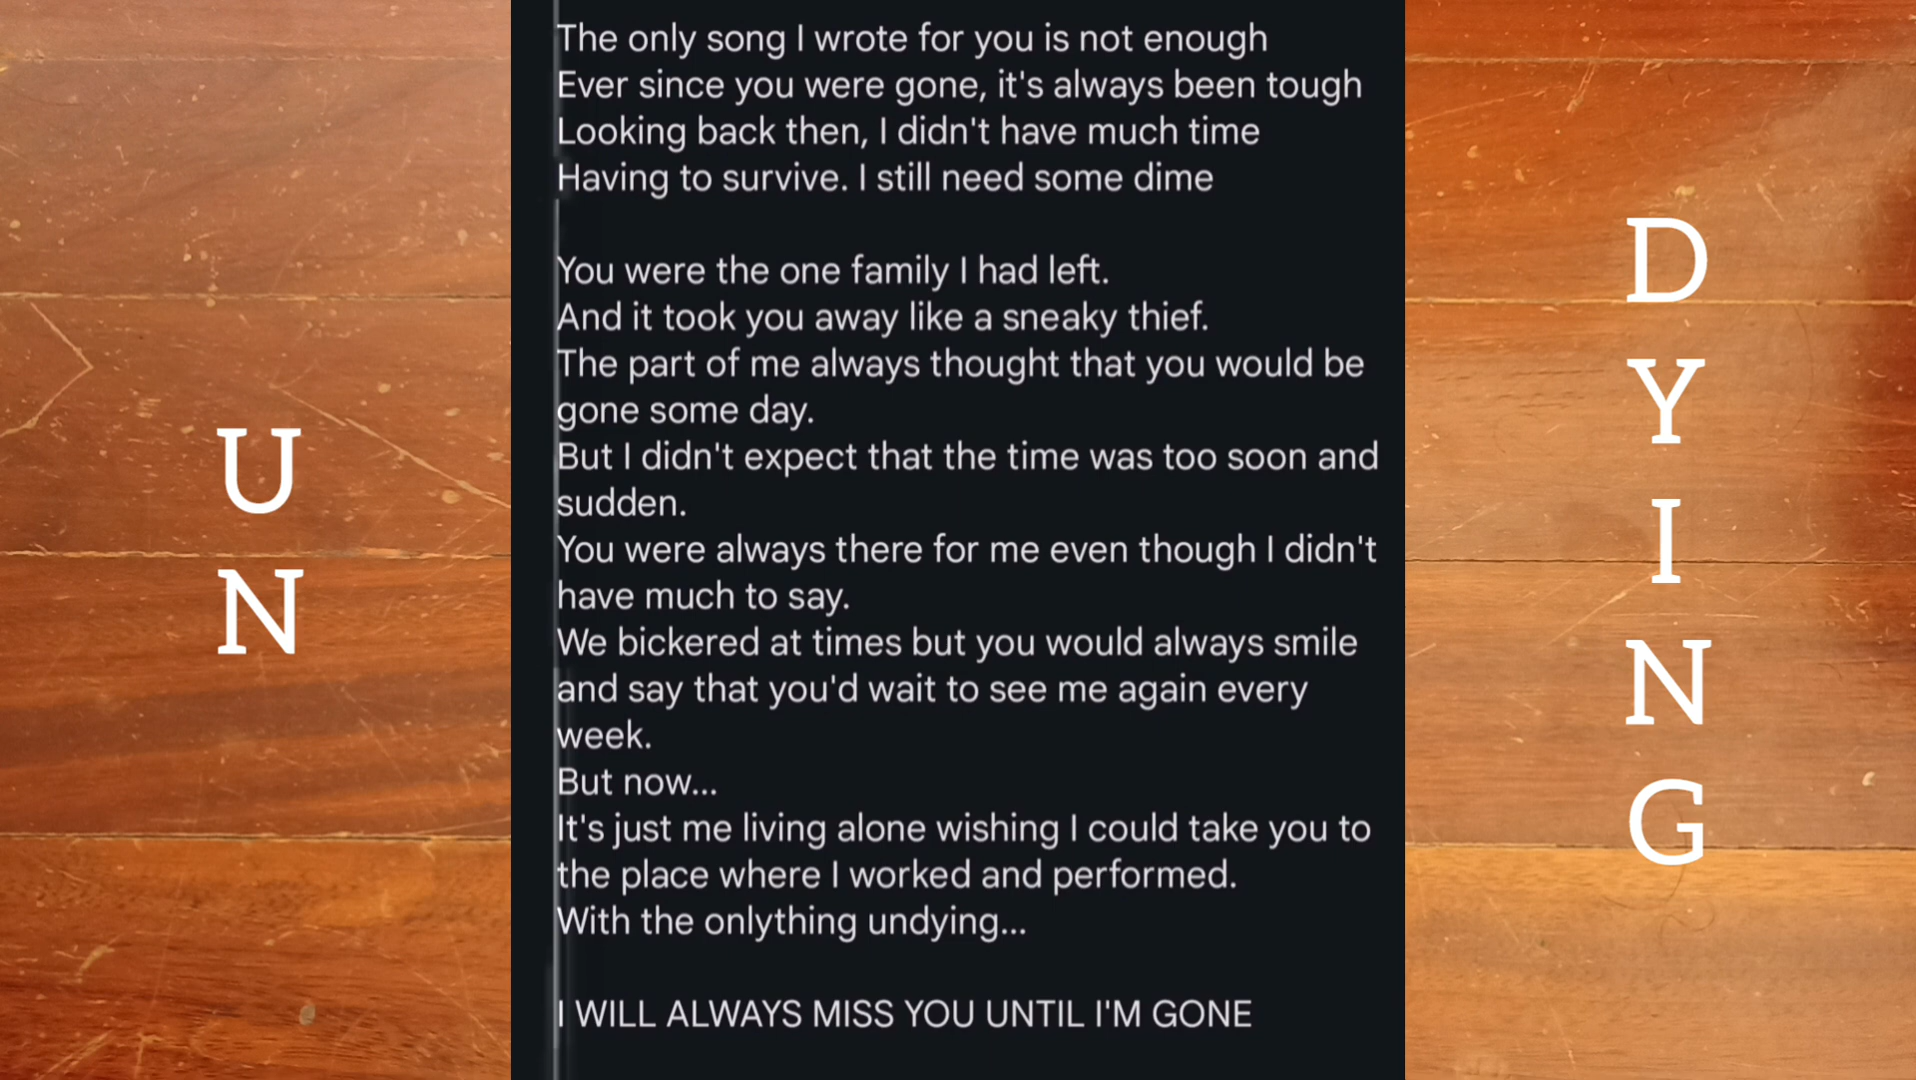 The only song I wrote for you is not enough
Ever since you were gone, it's always been tough
Looking back then, I didn't have much time
Having to survive. I still need some dime
You were the one family I had left.
And it took you away like a sneaky thief.
The part of me always thought that you would be
gone some day.
But I didn't expect that the time was too soon and
sudden.
You were always there for me even though I didn't
have much to say.
We bickered at times but you would always smile
and say that you'd wait to see me again every
week.
But now...
It's just me living alone wishing I could take you to
the place where I worked and performed.
With the onlything undying...
I WILL ALWAYS MISS YOU UNTIL I'M GONE
U
N
D
Y
I
N
G